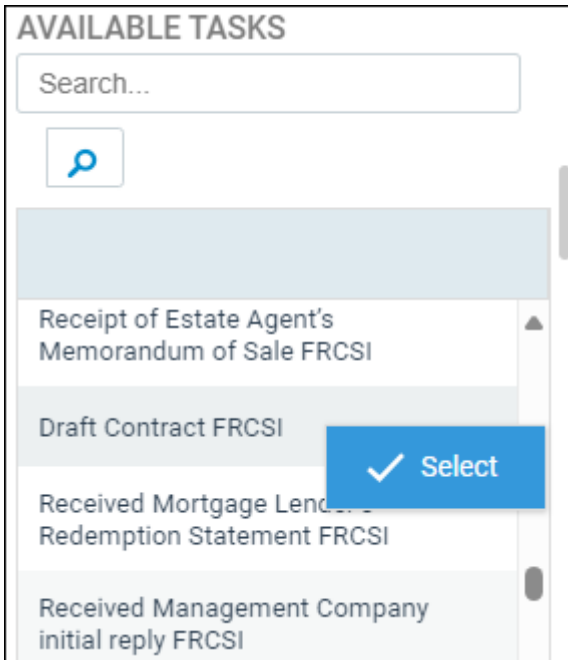 AVAILABLE TASKS
Search...
Receipt of Estate Agent's
Memorandum of Sale FRCSI
Draft Contract FRCSI
Select
Received Mortgage
Redemption Statement FRCSI
Received Management Company
initial reply FRCSI